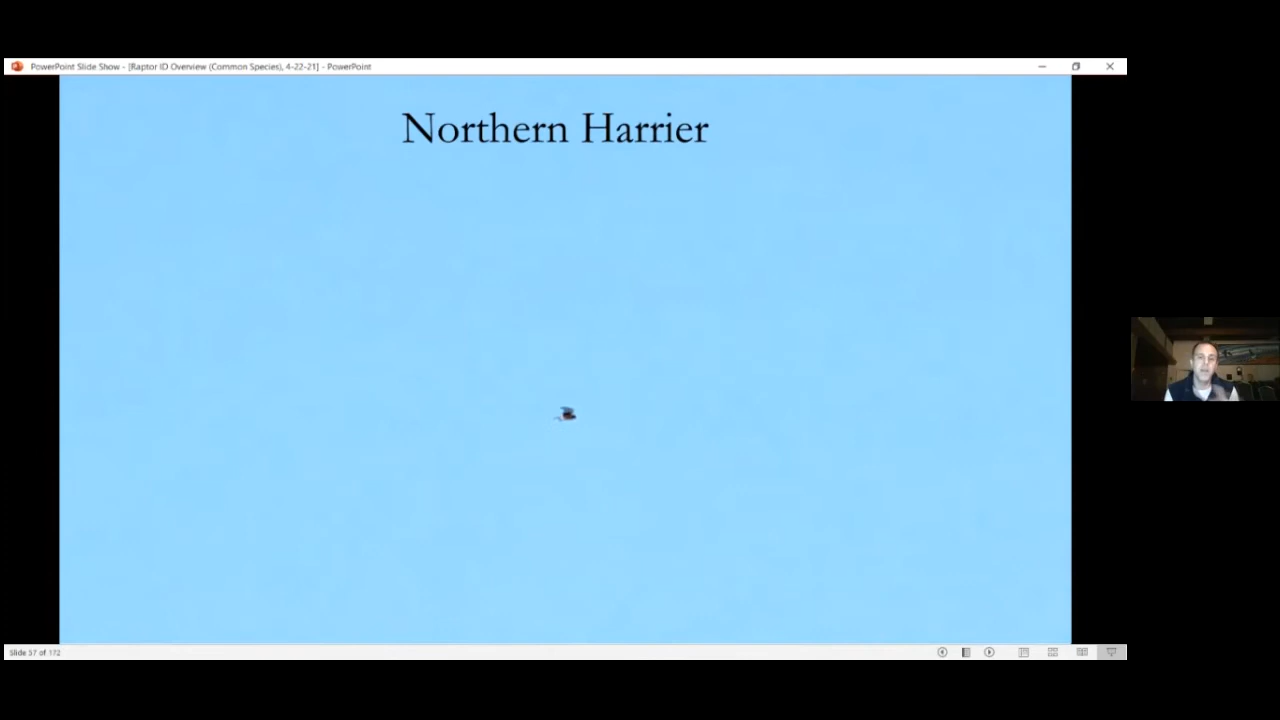 PowerPoint Slide Show - [Raptor ID Overview (Common Species), 4-22-21] - PowerPoint
Northern Harrier
Slide 37 of 172